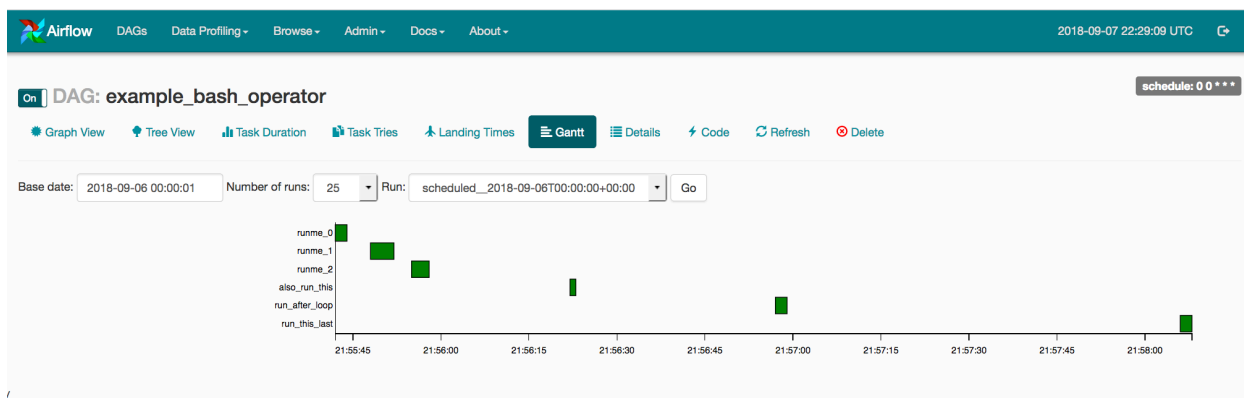 Airflow DAGs Data Profiling Browse Admin Docs About 2018-09-07 22:29:09 UTC
schedule: 0 0 * * *
On DAG: example_bash_operator
Graph View Tree View Task Duration Task Tries Landing Times Gantt Details Code Refresh Delete
Base date: 2018-09-06 00:00:01 Number of runs: 25 Run: scheduled__2018-09-06T00:00:00+00:00 Go
runme_0
runme_1
runme_2
also_run_this
run_after_loop
run_this_last
21:55:45 21:56:00 21:56:15 21:56:30 21:56:45 21:57:00 21:57:15 21:57:30 21:57:45 21:58:00
/